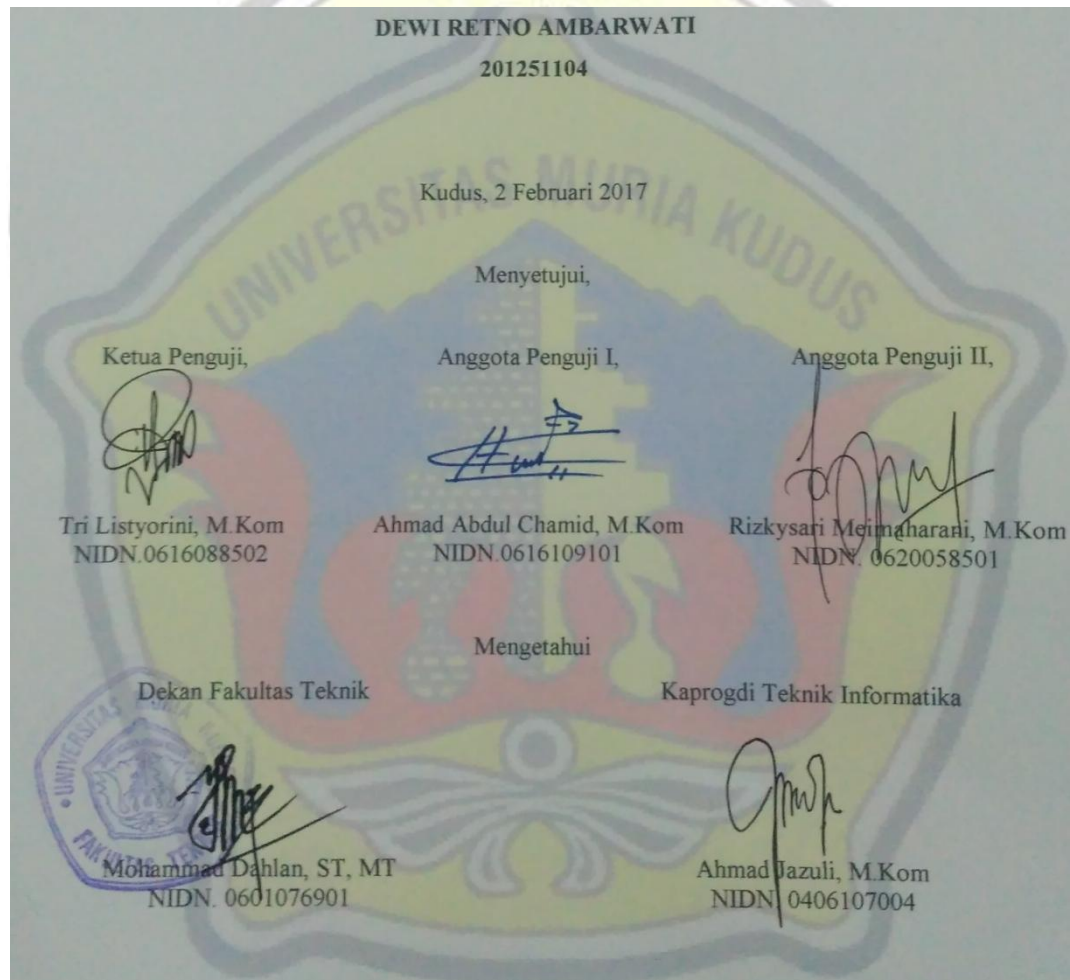 DEWI RETNO AMBARWATI
201251104
UNIVERSITAS MURIA KUDUS
Kudus, 2 Februari 2017
Menyetujui,
Ketua Penguji,
Anggota Penguji I,
Anggota Penguji II,
Tri Listyorini, M.Kom
NIDN.0616088502
Ahmad Abdul Chamid, M.Kom
NIDN.0616109101
Rizkysari Meimaharani, M.Kom
NIDN. 0620058501
Mengetahui
Dekan Fakultas Teknik
Kaprogdi Teknik Informatika
UNIVERSITAS
FAKULTAS
Mohammad Dahlan, ST, MT
NIDN. 0601076901
Ahmad Jazuli, M.Kom
NIDN. 0406107004